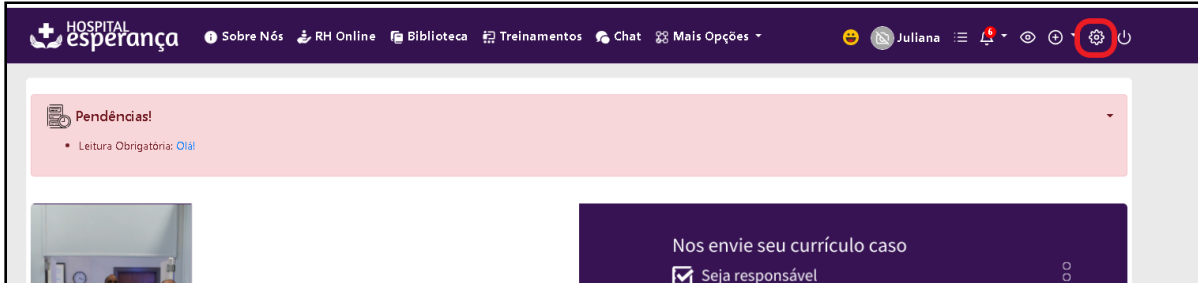 HOSPITAL
esperança
Sobre Nós RH Online Biblioteca Treinamentos Chat Mais Opções Juliana 6
Pendências!
Leitura Obrigatória: Olá!
Nos envie seu currículo caso
Seja responsável